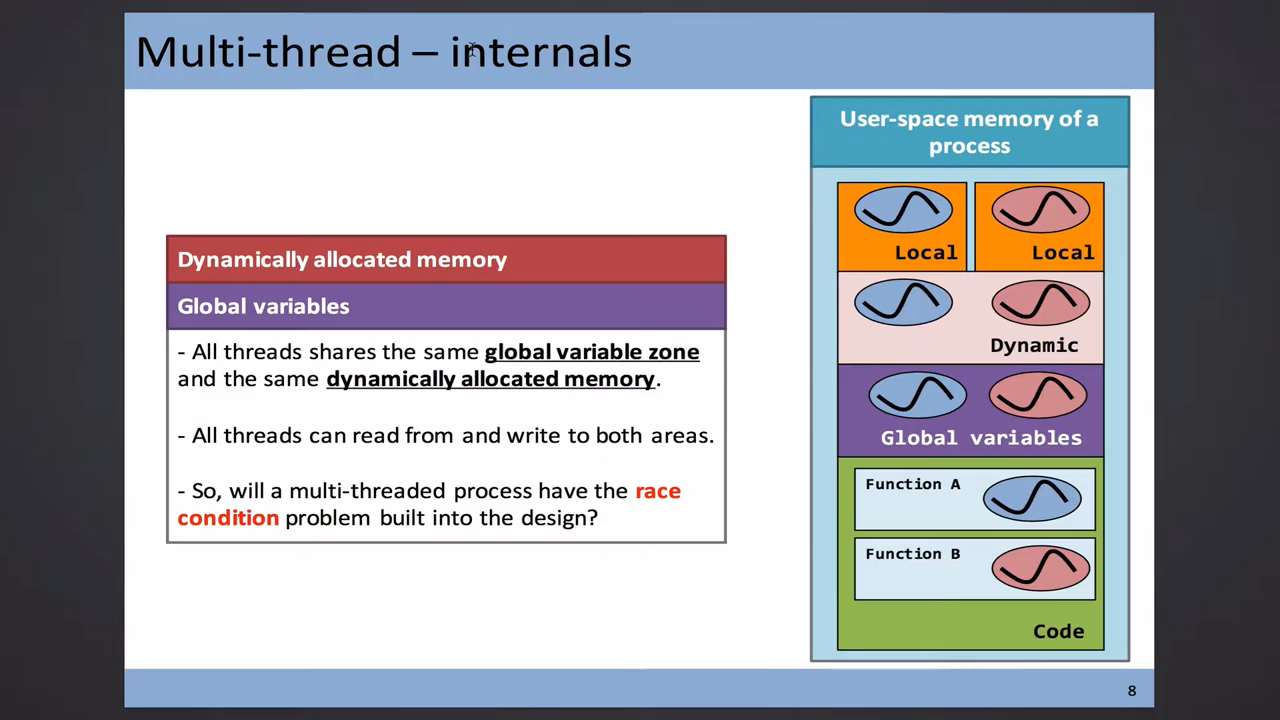 Multi-thread – internals
Dynamically allocated memory
Global variables
- All threads shares the same global variable zone
and the same dynamically allocated memory.
- All threads can read from and write to both areas.
- So, will a multi-threaded process have the race
condition problem built into the design?
User-space memory of a
process
Local
Local
Dynamic
Global variables
Function A
Function B
Code
8